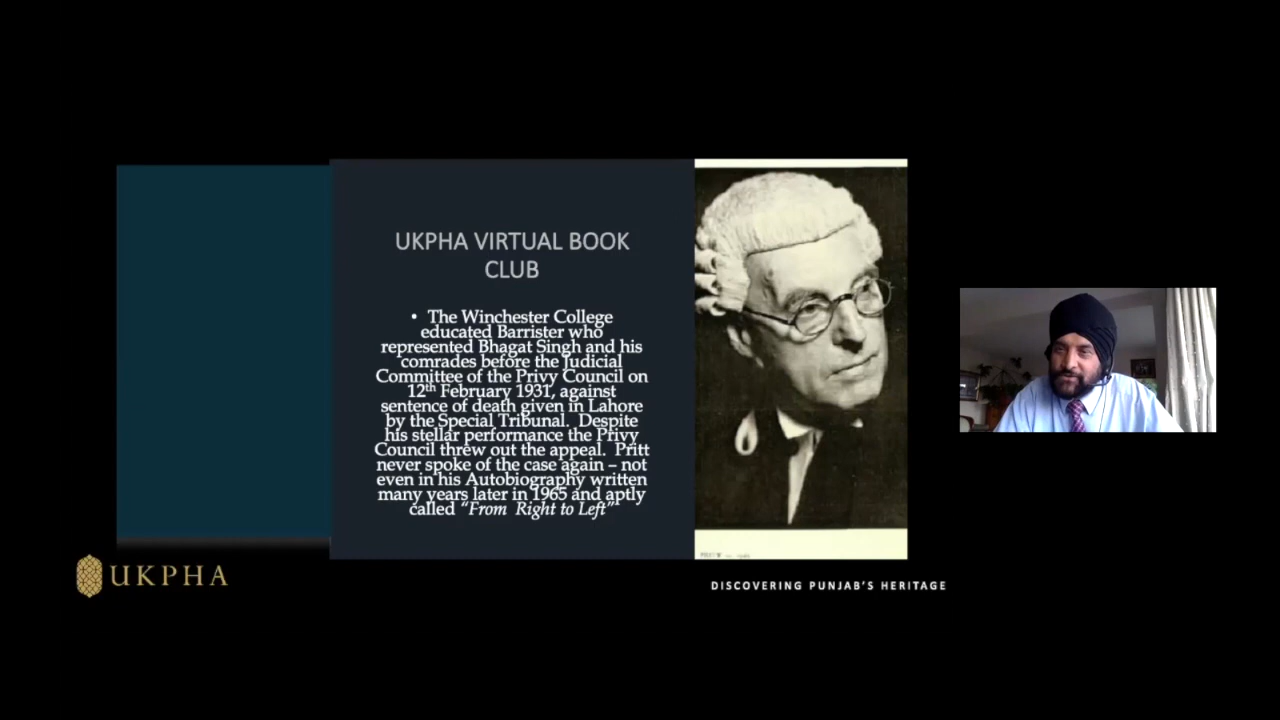 UKPHA VIRTUAL BOOK
CLUB
• The Winchester College
educated Barrister who
represented Bhagat Singh and his
comrades before the Judicial
Committee of the Privy Council on
12th February 1931, against
sentence of death given in Lahore
by the Special Tribunal. Despite
his stellar performance the Privy
Council threw out the appeal. Pritt
never spoke of the case again – not
even in his Autobiography written
many years later in 1965 and aptly
called “From Right to Left”
UKPHA
DISCOVERING PUNJAB’S HERITAGE